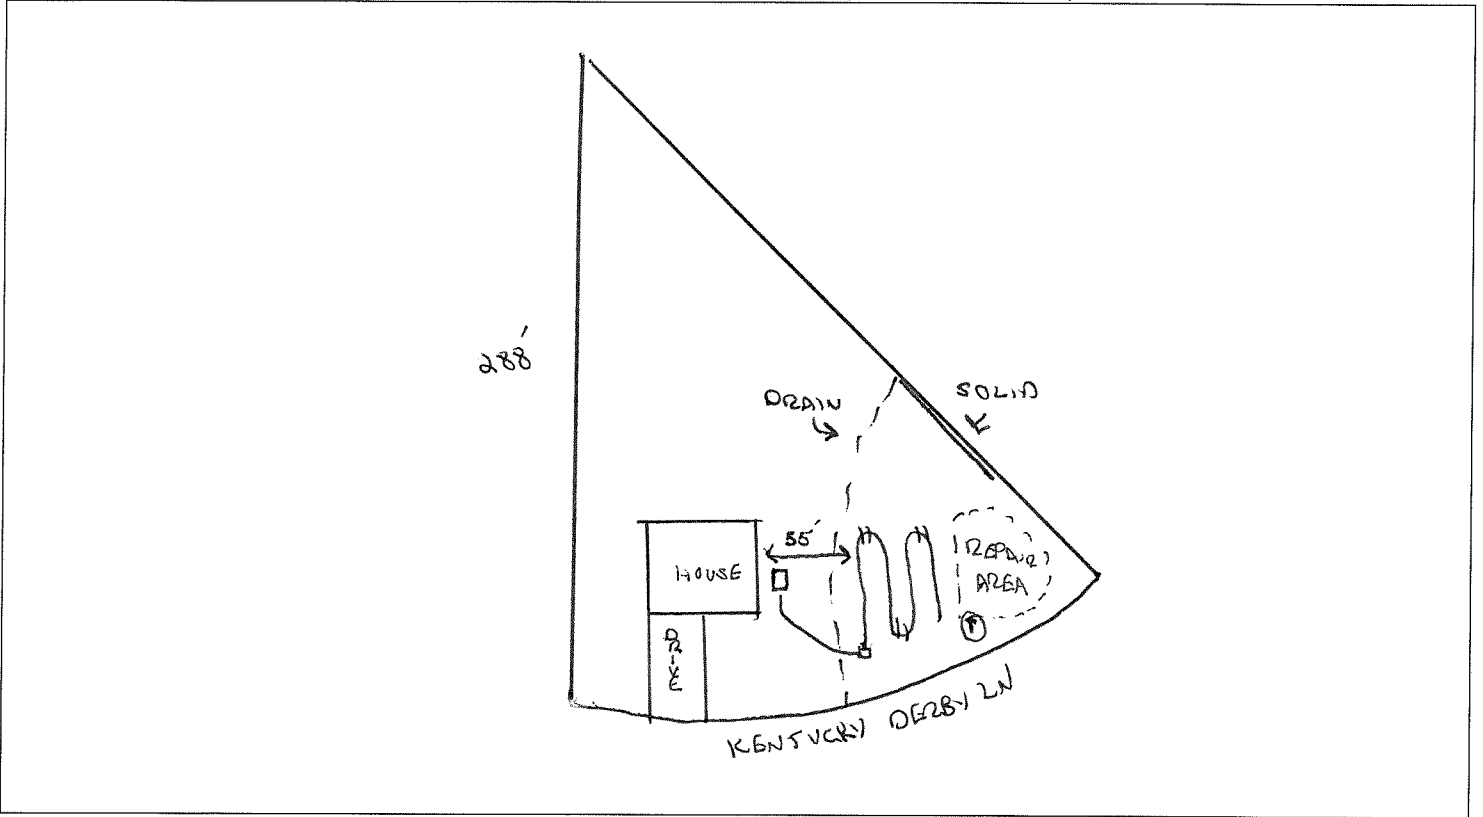 288'
DRAIN
SOLID
55'
HOUSE
REPAIR
AREA
DRIVE
KENTUCKY DERBY LN